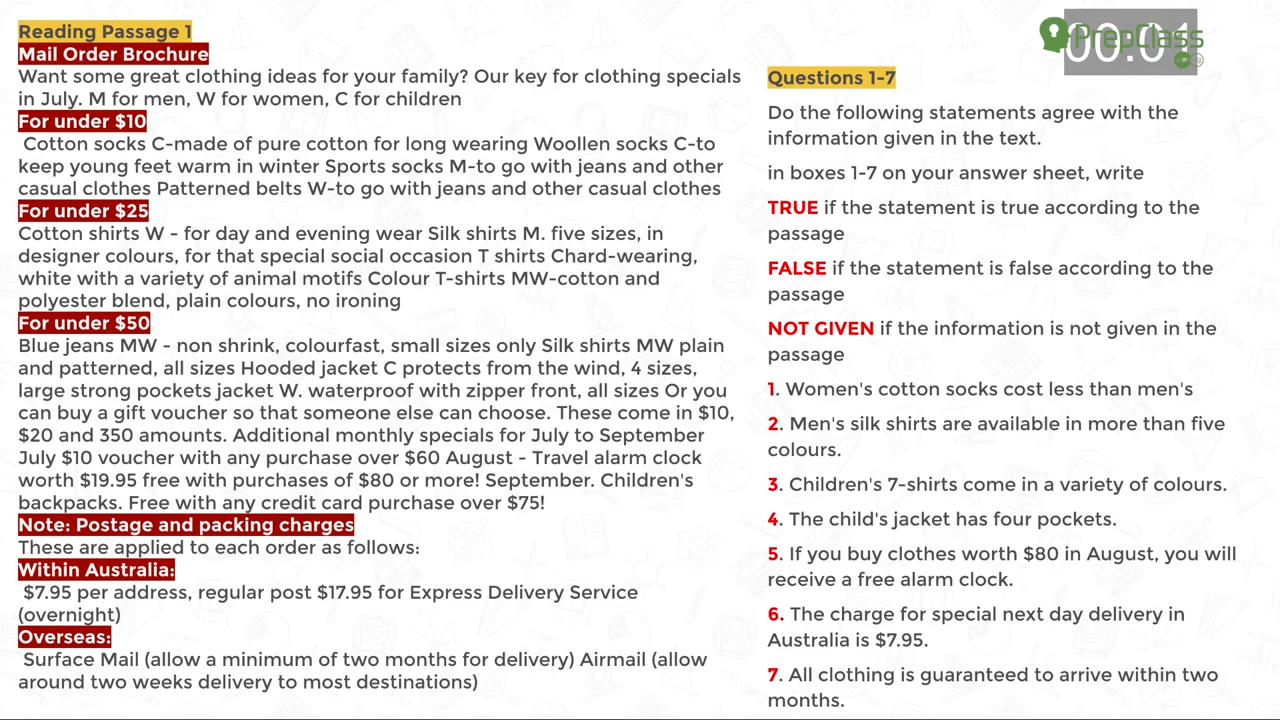 Reading Passage 1
Mail Order Brochure
Want some great clothing ideas for your family? Our key for clothing specials
in July. M for men, W for women, C for children
For under $10
Cotton socks C-made of pure cotton for long wearing Woollen socks C-to
keep young feet warm in winter Sports socks M-to go with jeans and other
casual clothes Patterned belts W-to go with jeans and other casual clothes
For under $25
Cotton shirts W - for day and evening wear Silk shirts M. five sizes, in
designer colours, for that special social occasion T shirts Chard-wearing,
white with a variety of animal motifs Colour T-shirts MW-cotton and
polyester blend, plain colours, no ironing
For under $50
Blue jeans MW - non shrink, colourfast, small sizes only Silk shirts MW plain
and patterned, all sizes Hooded jacket C protects from the wind, 4 sizes,
large strong pockets jacket W. waterproof with zipper front, all sizes Or you
can buy a gift voucher so that someone else can choose. These come in $10,
$20 and 350 amounts. Additional monthly specials for July to September
July $10 voucher with any purchase over $60 August - Travel alarm clock
worth $19.95 free with purchases of $80 or more! September. Children's
backpacks. Free with any credit card purchase over $75!
Note: Postage and packing charges
These are applied to each order as follows:
Within Australia:
$7.95 per address, regular post $17.95 for Express Delivery Service
(overnight)
Overseas:
Surface Mail (allow a minimum of two months for delivery) Airmail (allow
around two weeks delivery to most destinations)
PrepClass
00:01
Questions 1-7
Do the following statements agree with the
information given in the text.
in boxes 1-7 on your answer sheet, write
TRUE if the statement is true according to the
passage
FALSE if the statement is false according to the
passage
NOT GIVEN if the information is not given in the
passage
1. Women's cotton socks cost less than men's
2. Men's silk shirts are available in more than five
colours.
3. Children's 7-shirts come in a variety of colours.
4. The child's jacket has four pockets.
5. If you buy clothes worth $80 in August, you will
receive a free alarm clock.
6. The charge for special next day delivery in
Australia is $7.95.
7. All clothing is guaranteed to arrive within two
months.